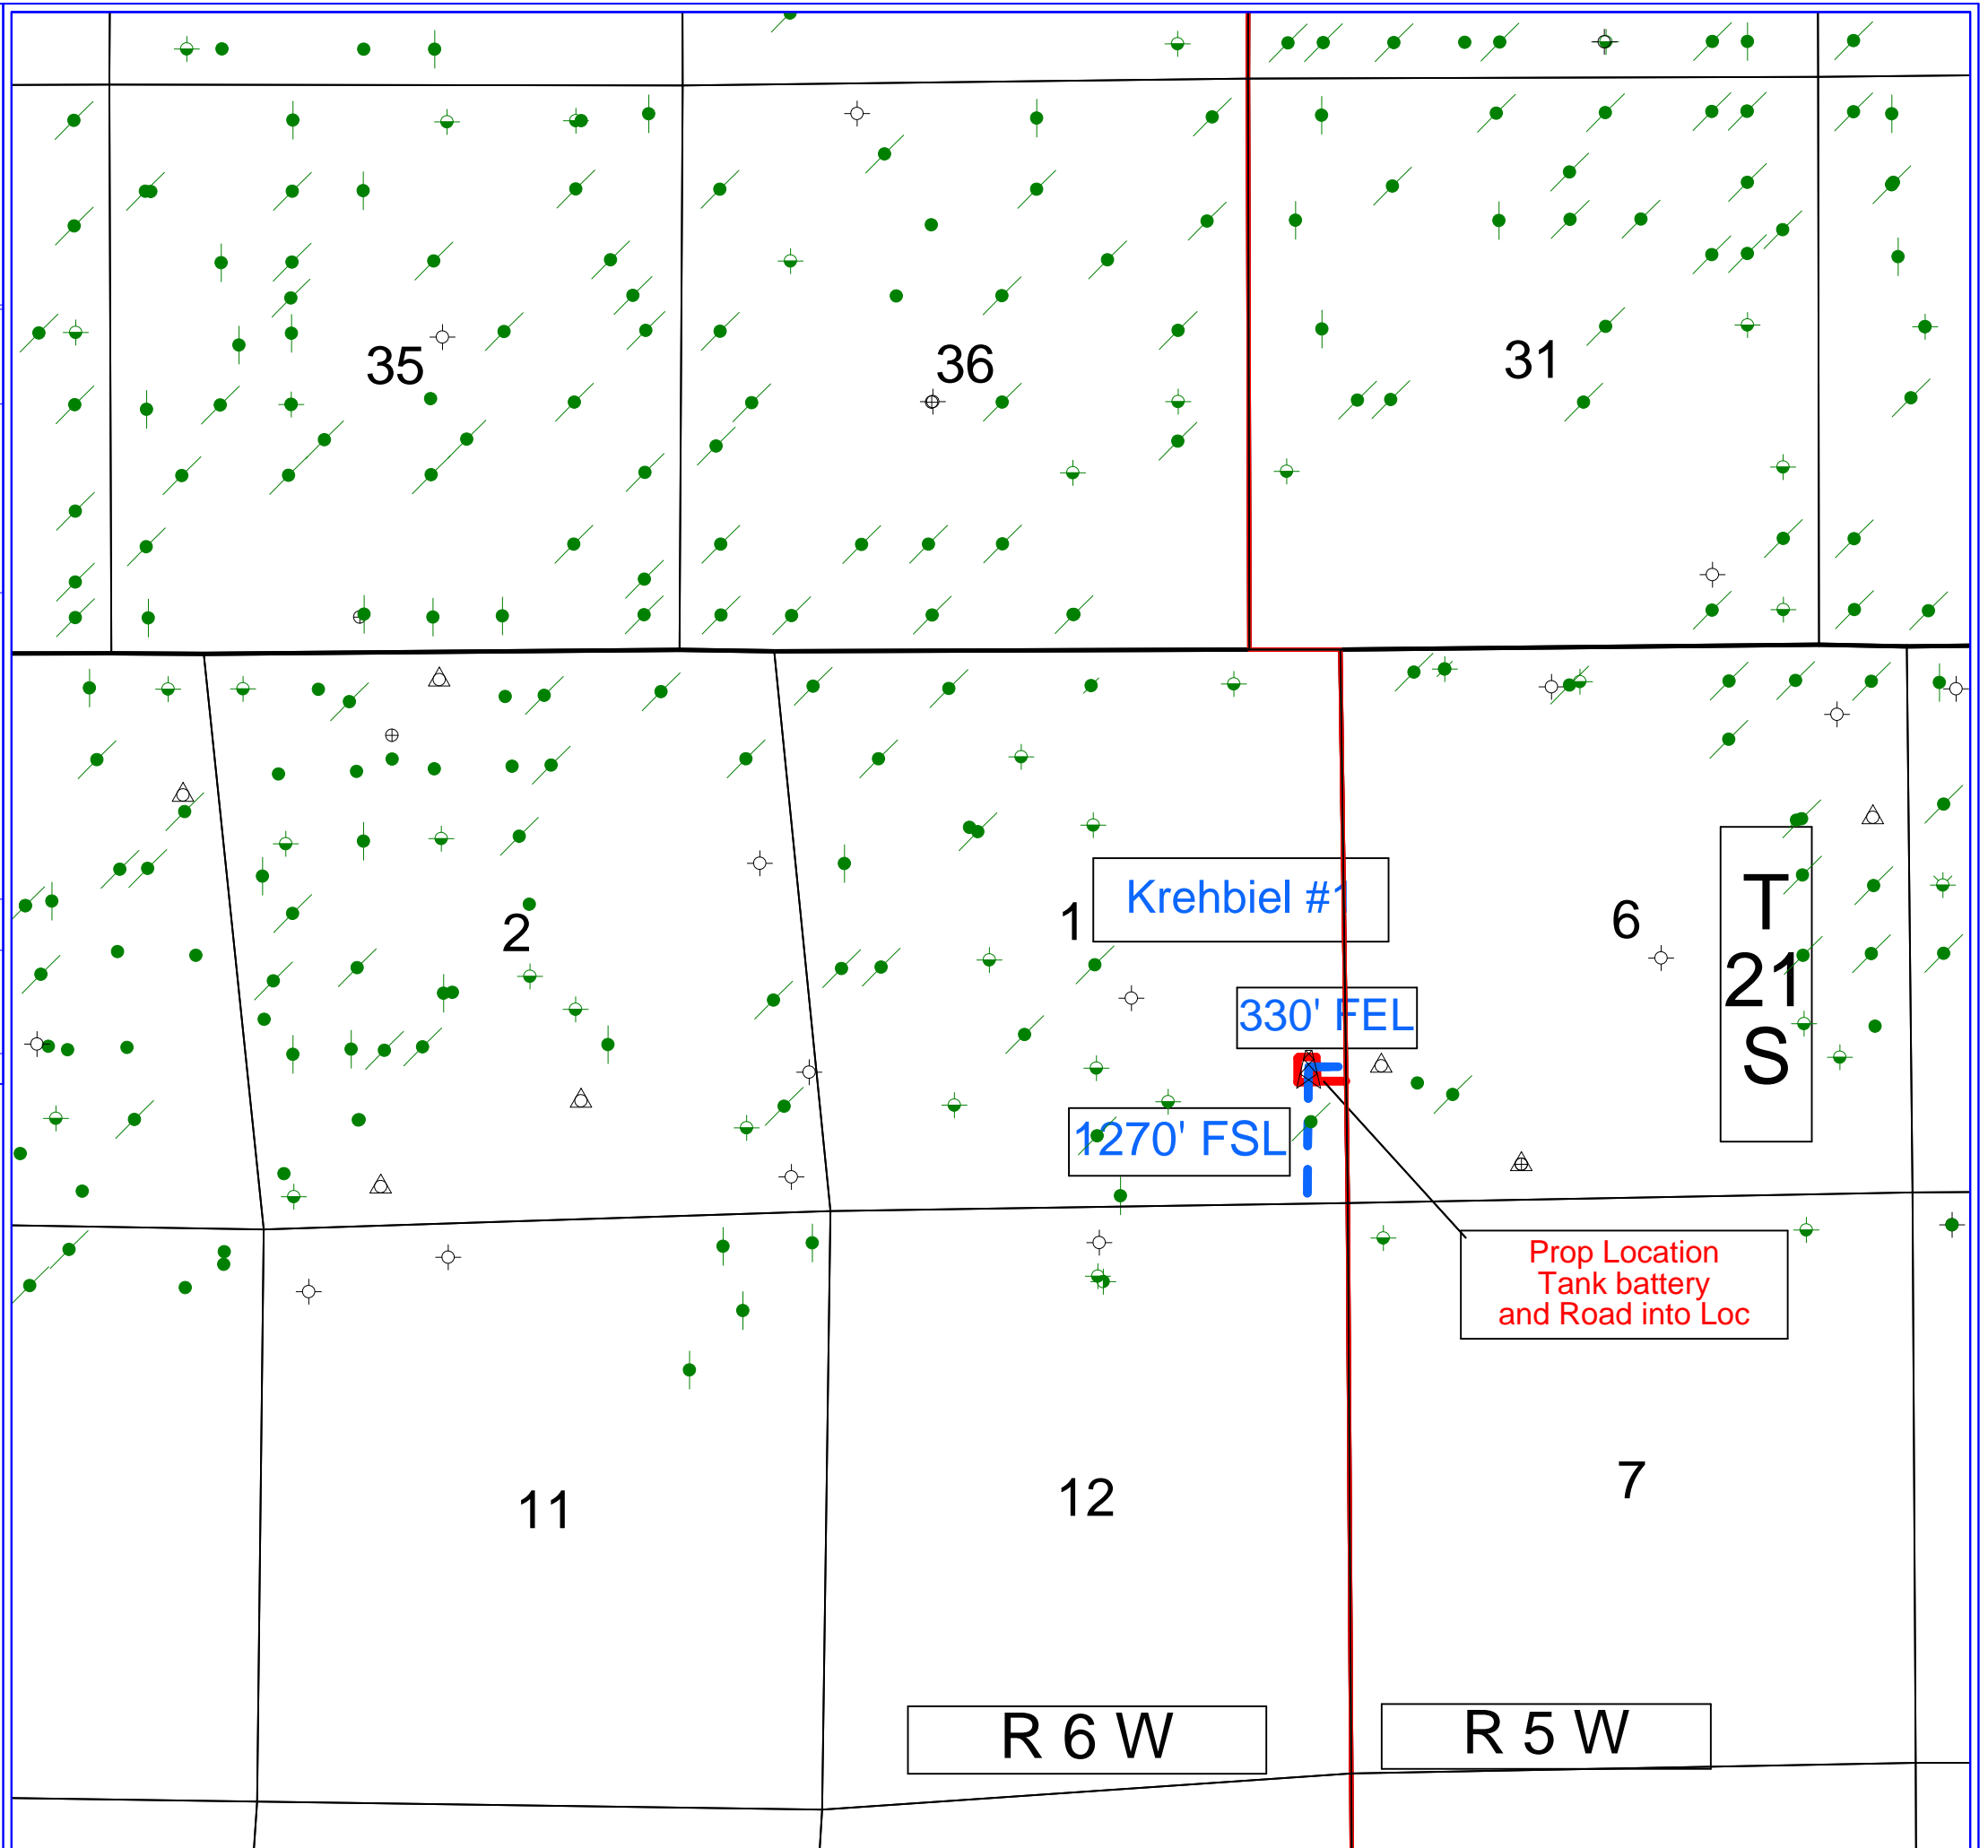 35
36
31
Krehbiel #1
2
1
6
T
21
S
330' FEL
1270' FSL
Prop Location
Tank battery
and Road into Loc
11
12
7
R 6 W
R 5 W